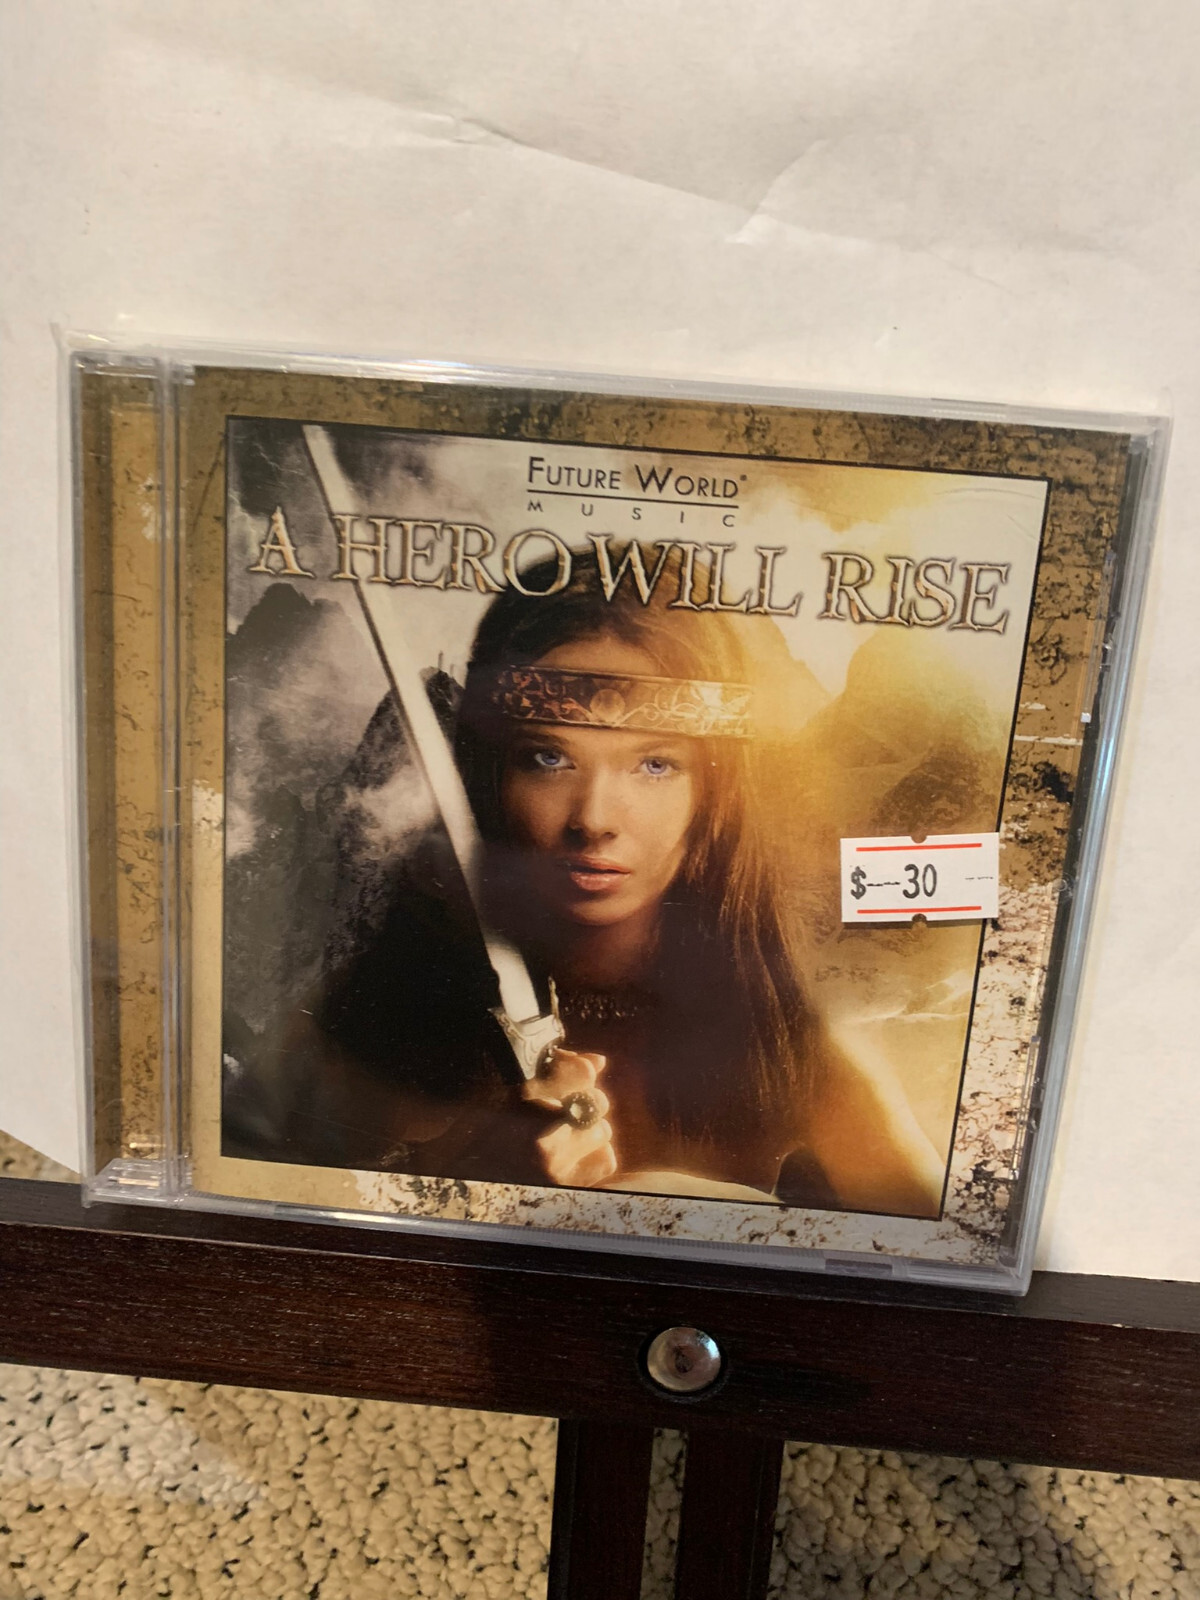 FUTURE WORLD®
MUSIC
A HERO WILL RISE
$--30 --